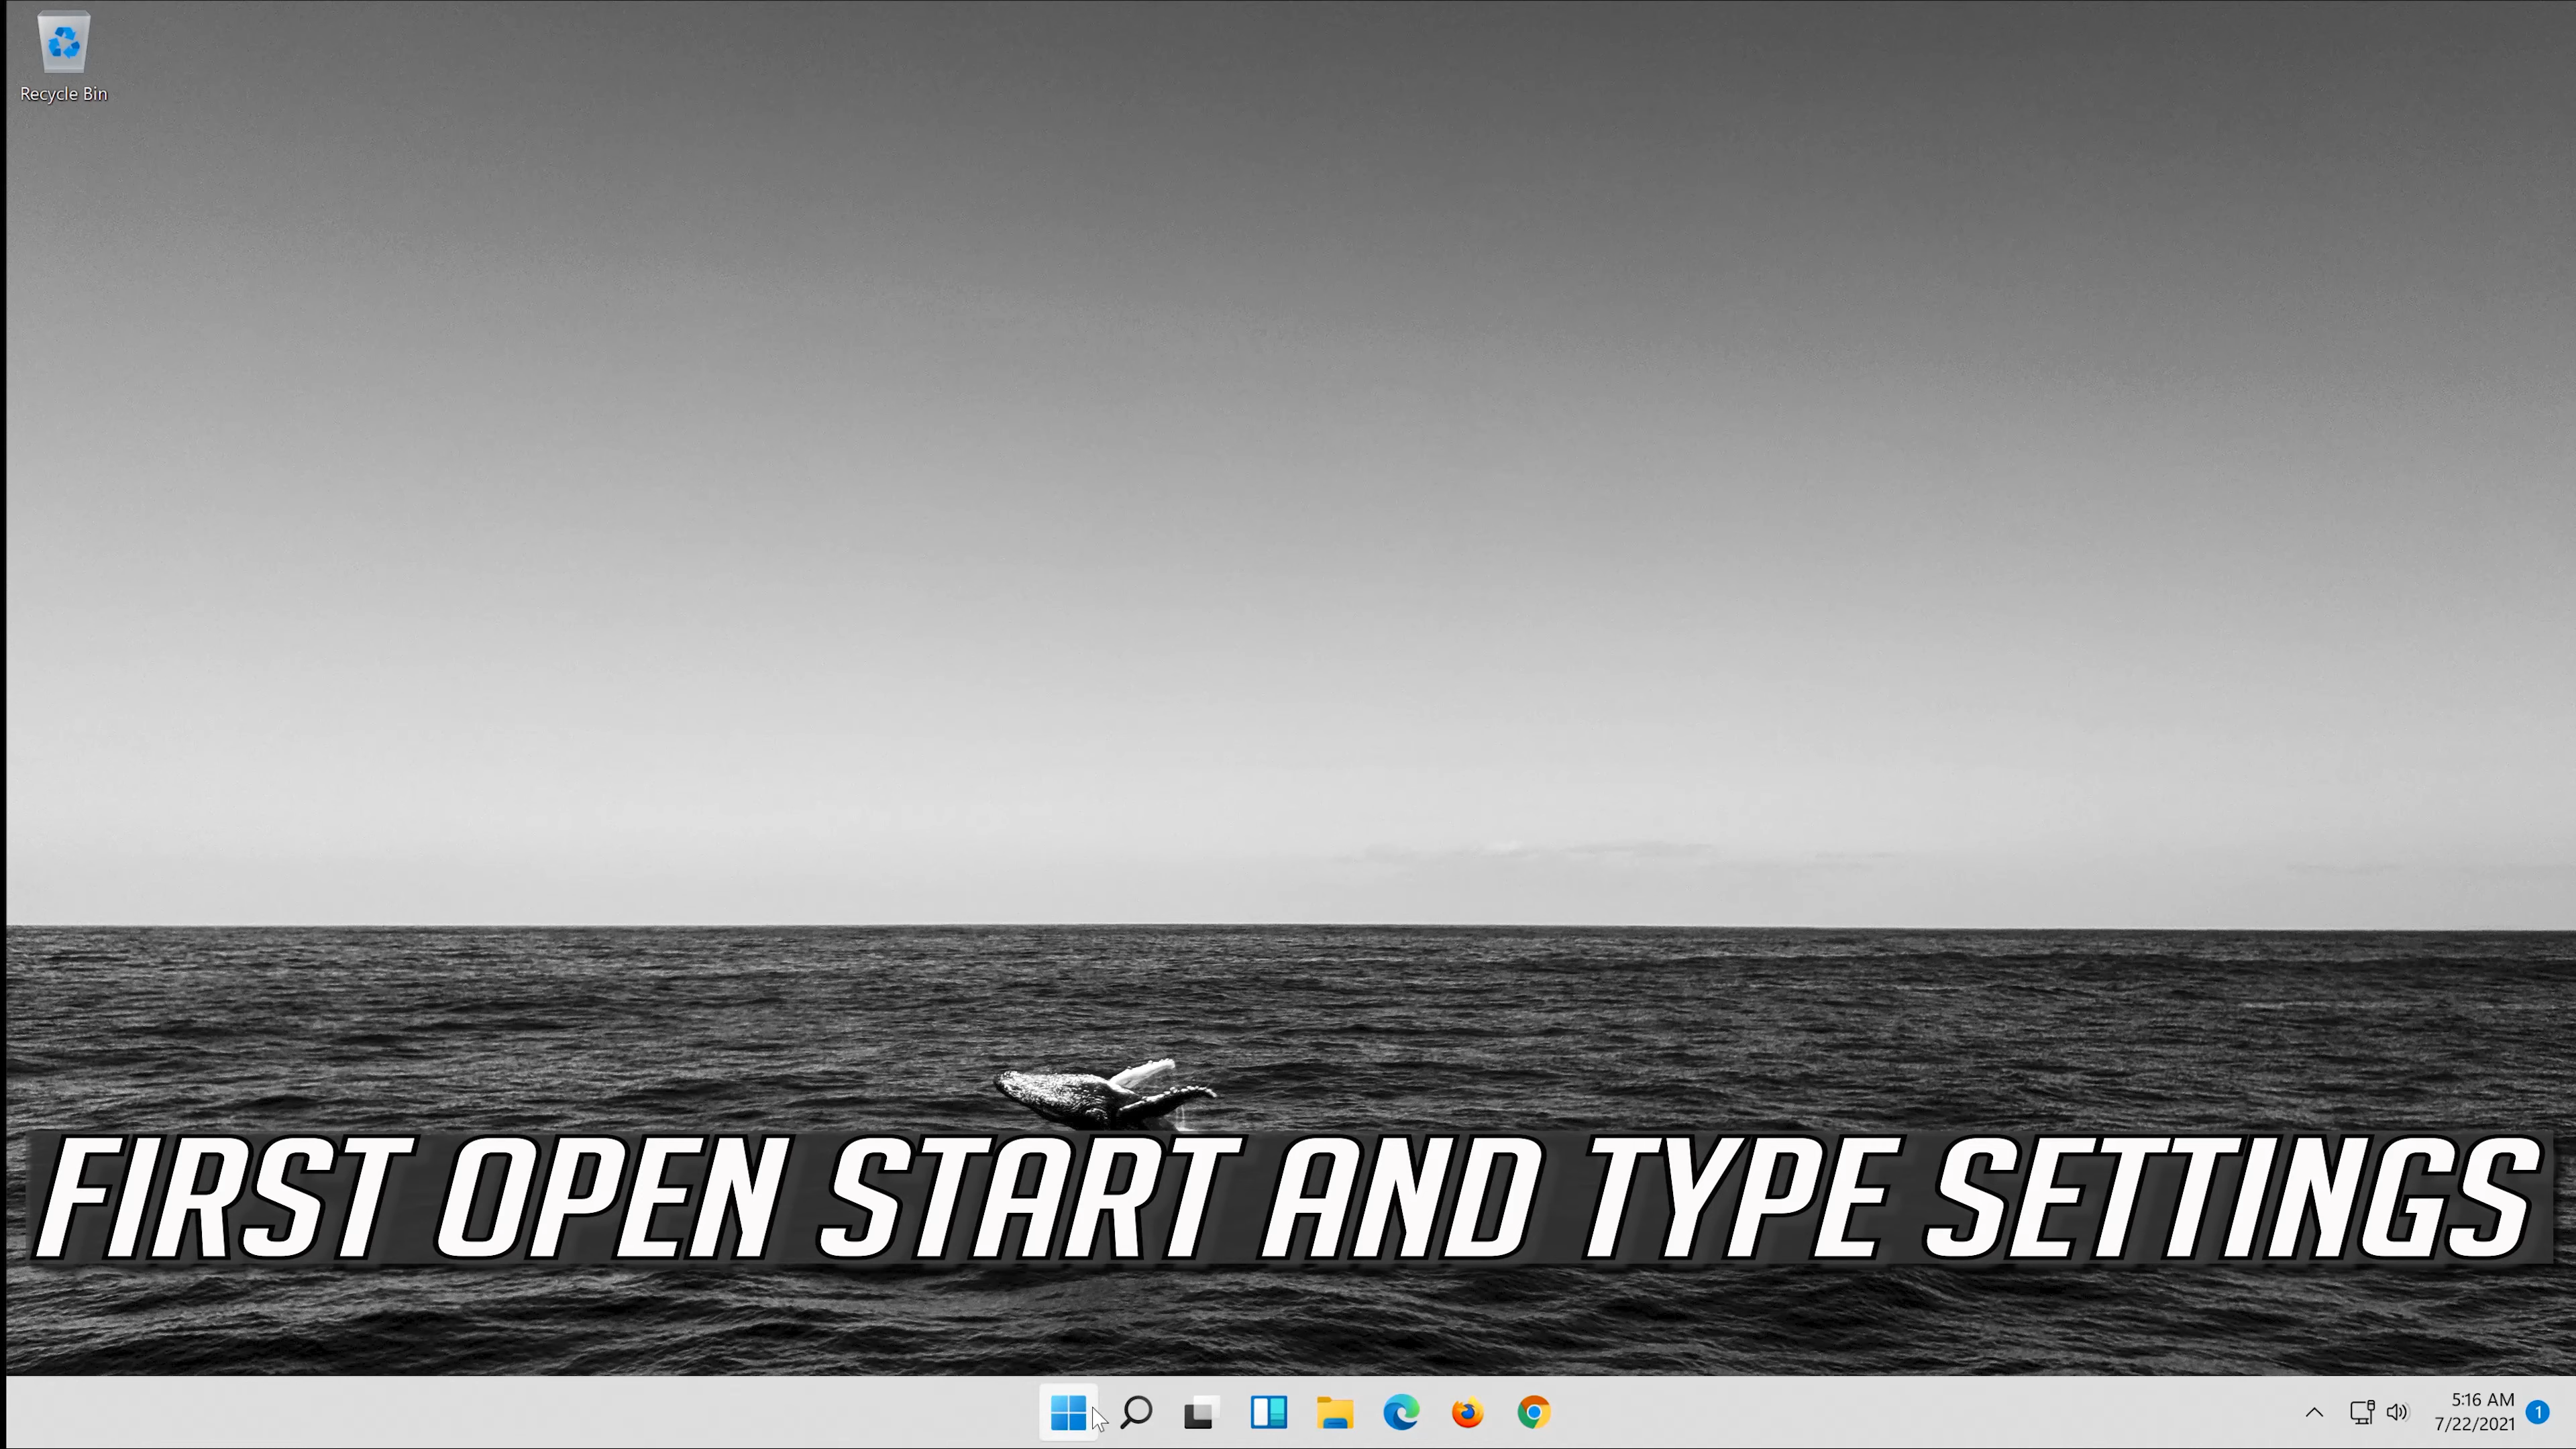 Recycle Bin
FIRST OPEN START AND TYPE SETTINGS
5:16 AM
7/22/2021
1